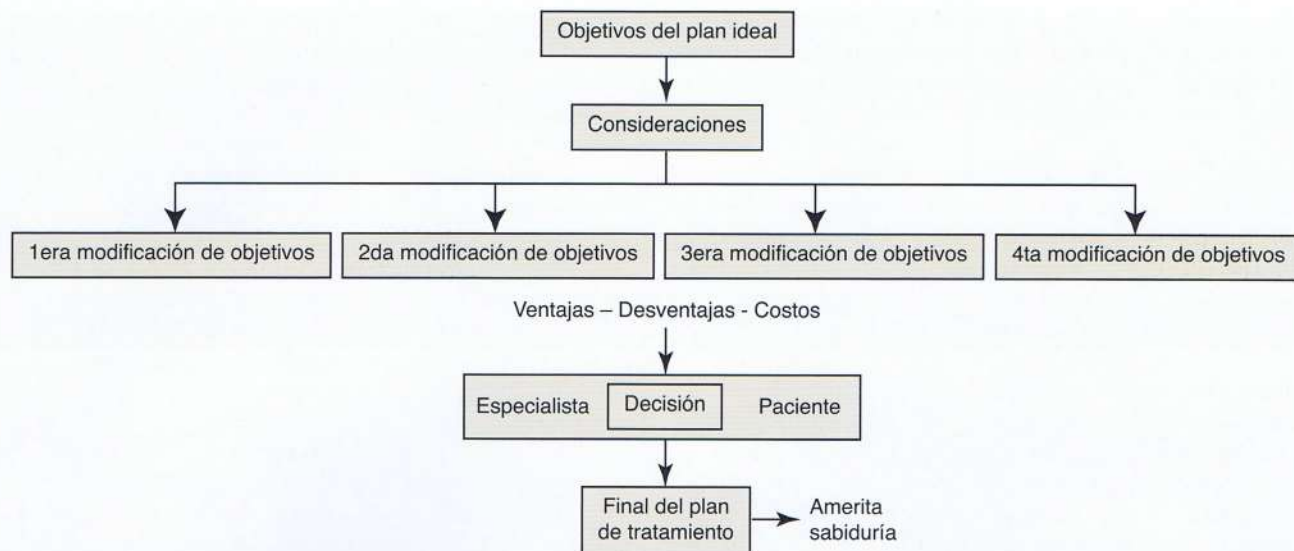 Objetivos del plan ideal
Consideraciones
1era modificación de objetivos
2da modificación de objetivos
3era modificación de objetivos
4ta modificación de objetivos
Ventajas – Desventajas - Costos
Especialista
Decisión
Paciente
Final del plan
de tratamiento
Amerita
sabiduría